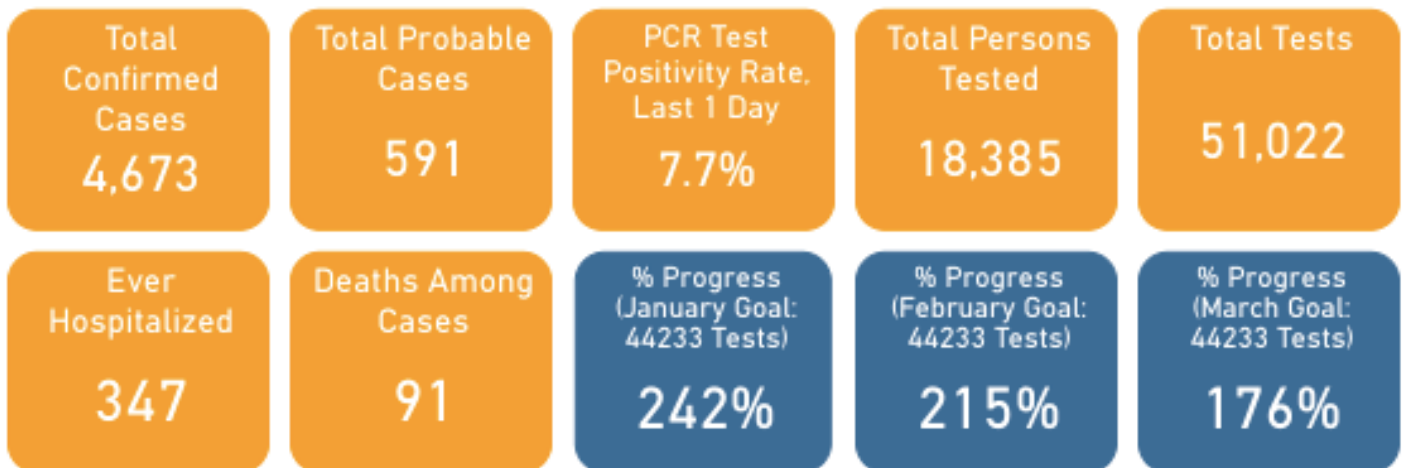 Total
Confirmed
Cases
4,673
Total Probable
Cases
591
PCR Test
Positivity Rate,
Last 1 Day
7.7%
Total Persons
Tested
18,385
Total Tests
51,022
Ever
Hospitalized
347
Deaths Among
Cases
91
% Progress
(January Goal:
44233 Tests)
242%
% Progress
(February Goal:
44233 Tests)
215%
% Progress
(March Goal:
44233 Tests)
176%